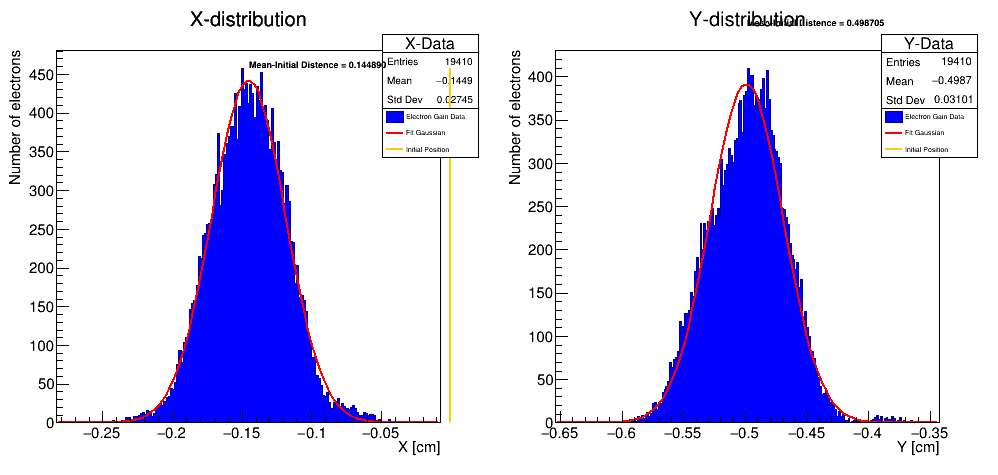 X-distribution
Mean-Initial Distence = 0.144890
Number of electrons
450
400
350
300
250
200
150
100
50
0
−0.25
−0.2
−0.15
−0.1
−0.05
X [cm]
X-Data
Entries 19410
Mean −0.1449
Std Dev 0.02745
Electron Gain Data
Fit Gaussian
Initial Position
Y-distribution
Mean-Initial Distence = 0.498705
Number of electrons
400
350
300
250
200
150
100
50
0
−0.65
−0.6
−0.55
−0.5
−0.45
−0.4
−0.35
Y [cm]
Y-Data
Entries 19410
Mean −0.4987
Std Dev 0.03101
Electron Gain Data
Fit Gaussian
Initial Position